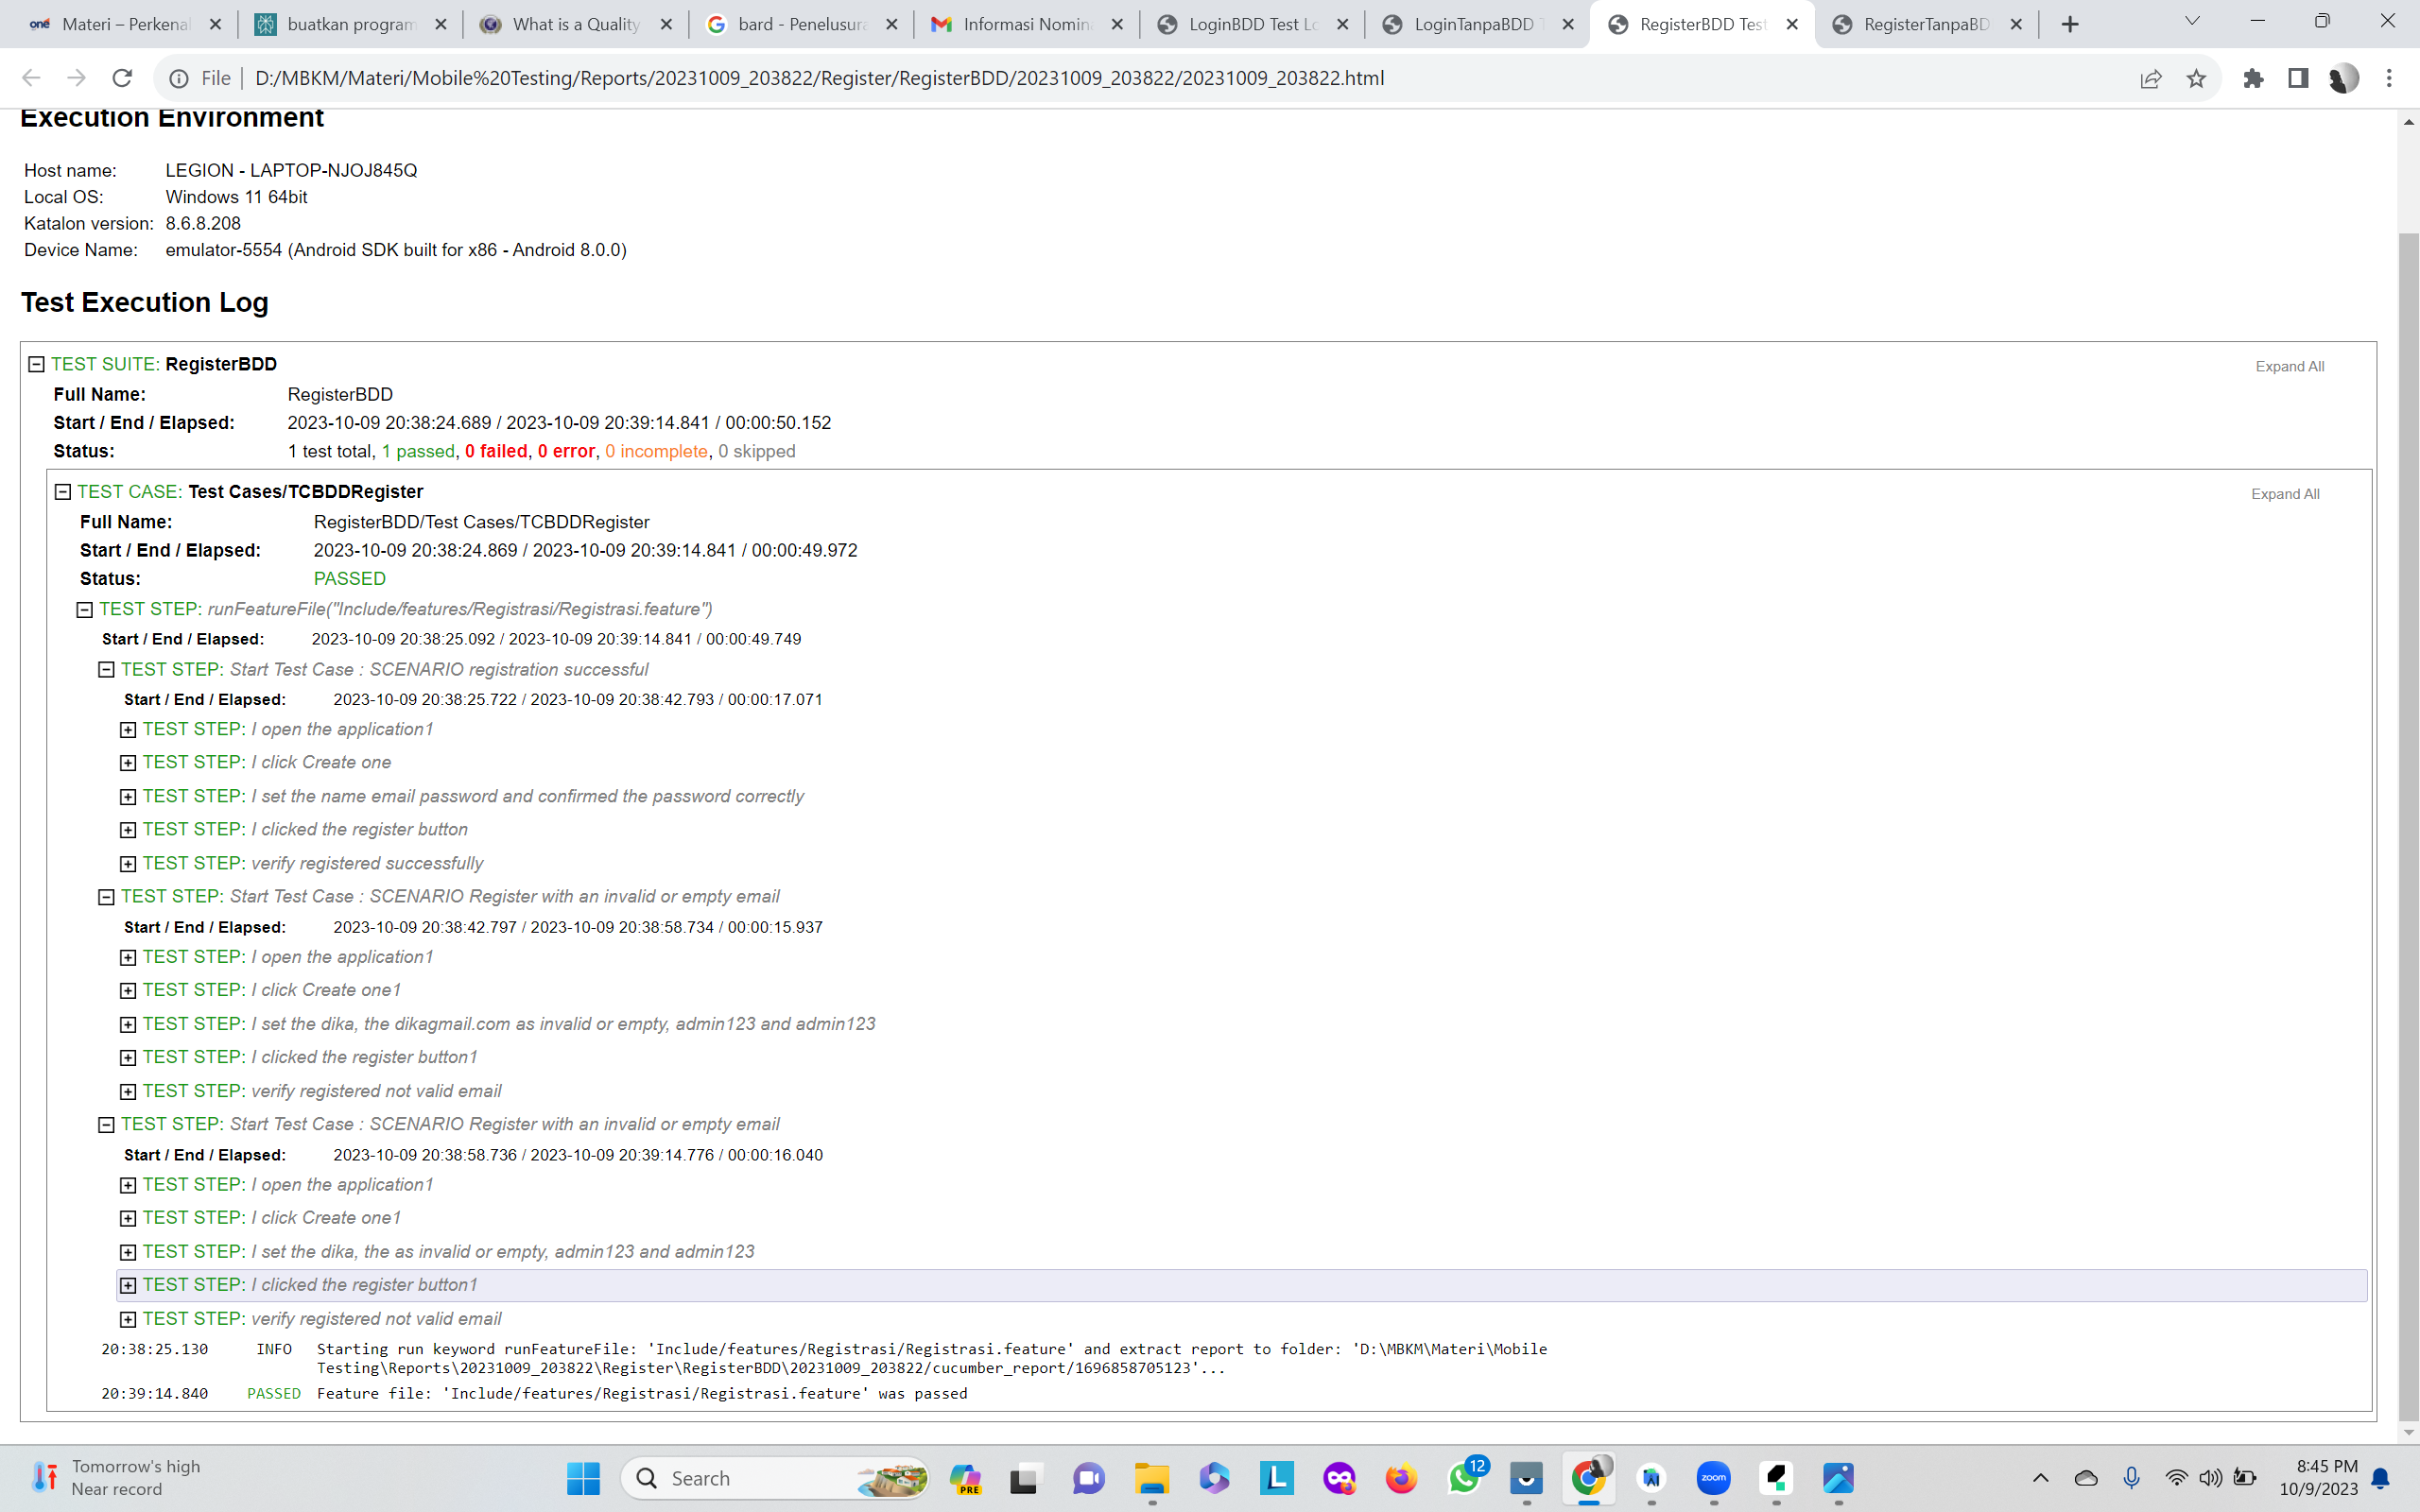 one Materi – Perkenal
buatkan program
What is a Quality
bard - Penelusura
Informasi Nomin
LoginBDD Test Lo
LoginTanpaBDD T
RegisterBDD Test
RegisterTanpaBD
File D:/MBKM/Materi/Mobile%20Testing/Reports/20231009_203822/Register/RegisterBDD/20231009_203822/20231009_203822.html
Execution Environment
Host name: LEGION - LAPTOP-NJOJ845Q
Local OS: Windows 11 64bit
Katalon version: 8.6.8.208
Device Name: emulator-5554 (Android SDK built for x86 - Android 8.0.0)
Test Execution Log
TEST SUITE: RegisterBDD Expand All
Full Name: RegisterBDD
Start / End / Elapsed: 2023-10-09 20:38:24.689 / 2023-10-09 20:39:14.841 / 00:00:50.152
Status: 1 test total, 1 passed, 0 failed, 0 error, 0 incomplete, 0 skipped
TEST CASE: Test Cases/TCBDDRegister Expand All
Full Name: RegisterBDD/Test Cases/TCBDDRegister
Start / End / Elapsed: 2023-10-09 20:38:24.869 / 2023-10-09 20:39:14.841 / 00:00:49.972
Status: PASSED
TEST STEP: runFeatureFile("Include/features/Registrasi/Registrasi.feature")
Start / End / Elapsed: 2023-10-09 20:38:25.092 / 2023-10-09 20:39:14.841 / 00:00:49.749
TEST STEP: Start Test Case : SCENARIO registration successful
Start / End / Elapsed: 2023-10-09 20:38:25.722 / 2023-10-09 20:38:42.793 / 00:00:17.071
TEST STEP: I open the application1
TEST STEP: I click Create one
TEST STEP: I set the name email password and confirmed the password correctly
TEST STEP: I clicked the register button
TEST STEP: verify registered successfully
TEST STEP: Start Test Case : SCENARIO Register with an invalid or empty email
Start / End / Elapsed: 2023-10-09 20:38:42.797 / 2023-10-09 20:38:58.734 / 00:00:15.937
TEST STEP: I open the application1
TEST STEP: I click Create one1
TEST STEP: I set the dika, the dikagmail.com as invalid or empty, admin123 and admin123
TEST STEP: I clicked the register button1
TEST STEP: verify registered not valid email
TEST STEP: Start Test Case : SCENARIO Register with an invalid or empty email
Start / End / Elapsed: 2023-10-09 20:38:58.736 / 2023-10-09 20:39:14.776 / 00:00:16.040
TEST STEP: I open the application1
TEST STEP: I click Create one1
TEST STEP: I set the dika, the as invalid or empty, admin123 and admin123
TEST STEP: I clicked the register button1
TEST STEP: verify registered not valid email
20:38:25.130 INFO Starting run keyword runFeatureFile: 'Include/features/Registrasi/Registrasi.feature' and extract report to folder: 'D:\MBKM\Materi\Mobile
Testing\Reports\20231009_203822\Register\RegisterBDD\20231009_203822/cucumber_report/1696858705123'...
20:39:14.840 PASSED Feature file: 'Include/features/Registrasi/Registrasi.feature' was passed
Tomorrow's high
Near record
Search
PRE
L
12
zoom
8:45 PM
10/9/2023